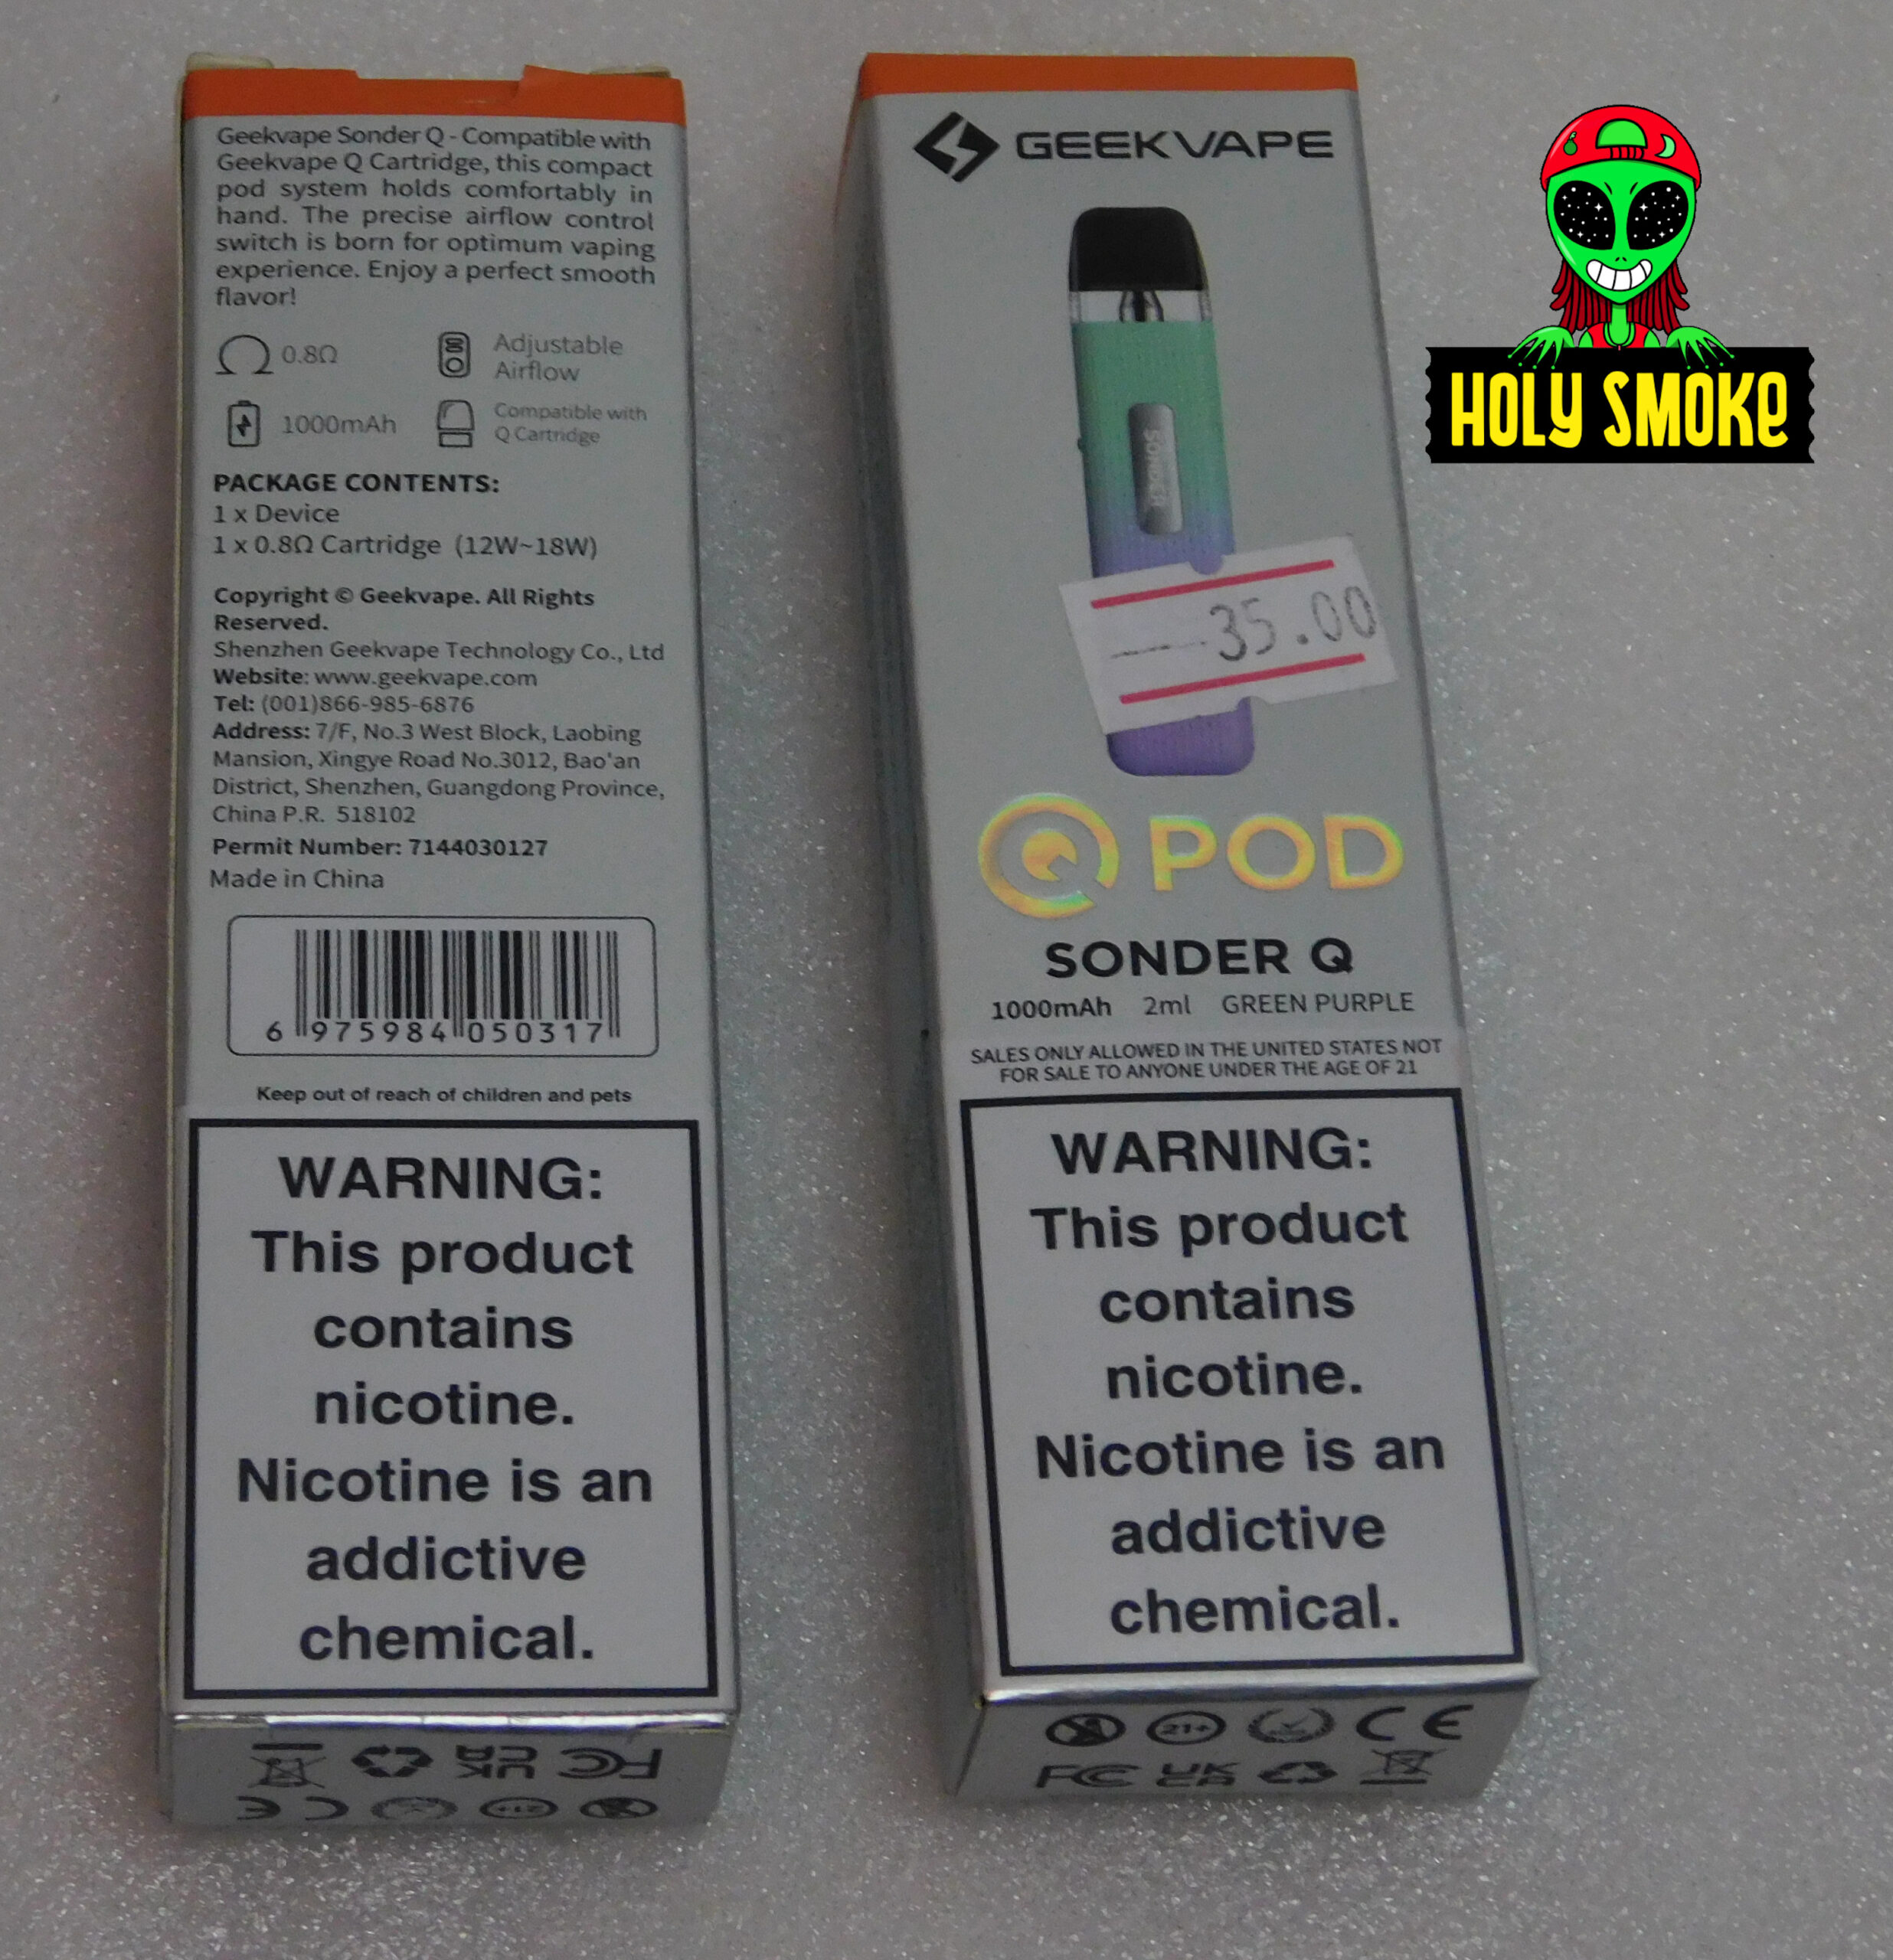 Geekvape Sonder Q - Compatible with
Geekvape Q Cartridge, this compact
pod system holds comfortably in
hand. The precise airflow control
switch is born for optimum vaping
experience. Enjoy a perfect smooth
flavor!
0.8Ω
Adjustable
Airflow
1000mAh
Compatible with
Q Cartridge
PACKAGE CONTENTS:
1 x Device
1 x 0.8Ω Cartridge (12W~18W)
Copyright © Geekvape. All Rights
Reserved.
Shenzhen Geekvape Technology Co., Ltd
Website: www.geekvape.com
Tel: (001)866-985-6876
Address: 7/F, No.3 West Block, Laobing
Mansion, Xingye Road No.3012, Bao'an
District, Shenzhen, Guangdong Province,
China P.R. 518102
Permit Number: 7144030127
Made in China
6 975984 050317
Keep out of reach of children and pets
WARNING:
This product
contains
nicotine.
Nicotine is an
addictive
chemical.
FC UK CA
CE 21+
GEEKVAPE
SONDER
35.00
Q POD
SONDER Q
1000mAh 2ml GREEN PURPLE
SALES ONLY ALLOWED IN THE UNITED STATES NOT
FOR SALE TO ANYONE UNDER THE AGE OF 21
WARNING:
This product
contains
nicotine.
Nicotine is an
addictive
chemical.
21+ CE
FC UK CA
HOLY SMOKE